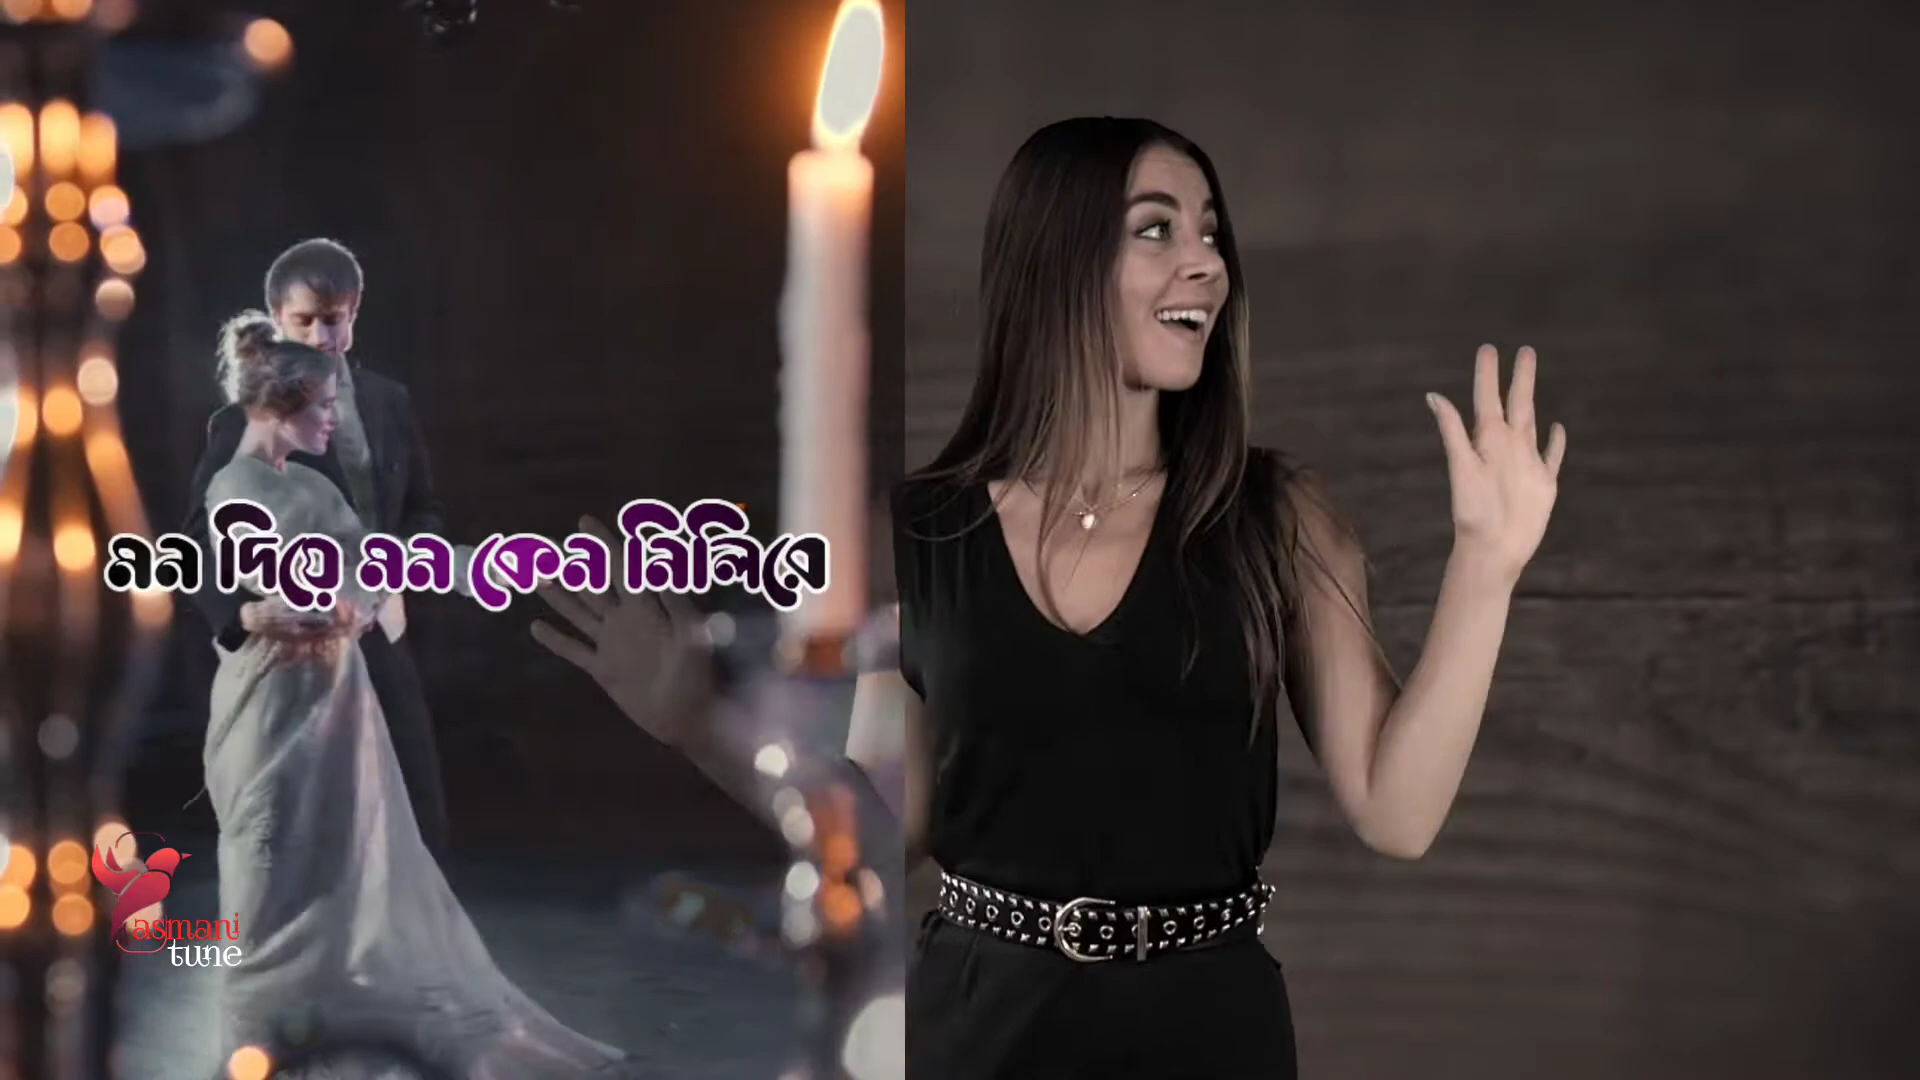 মন দিয়ে মন কেন মিলিবে
asmani
tune